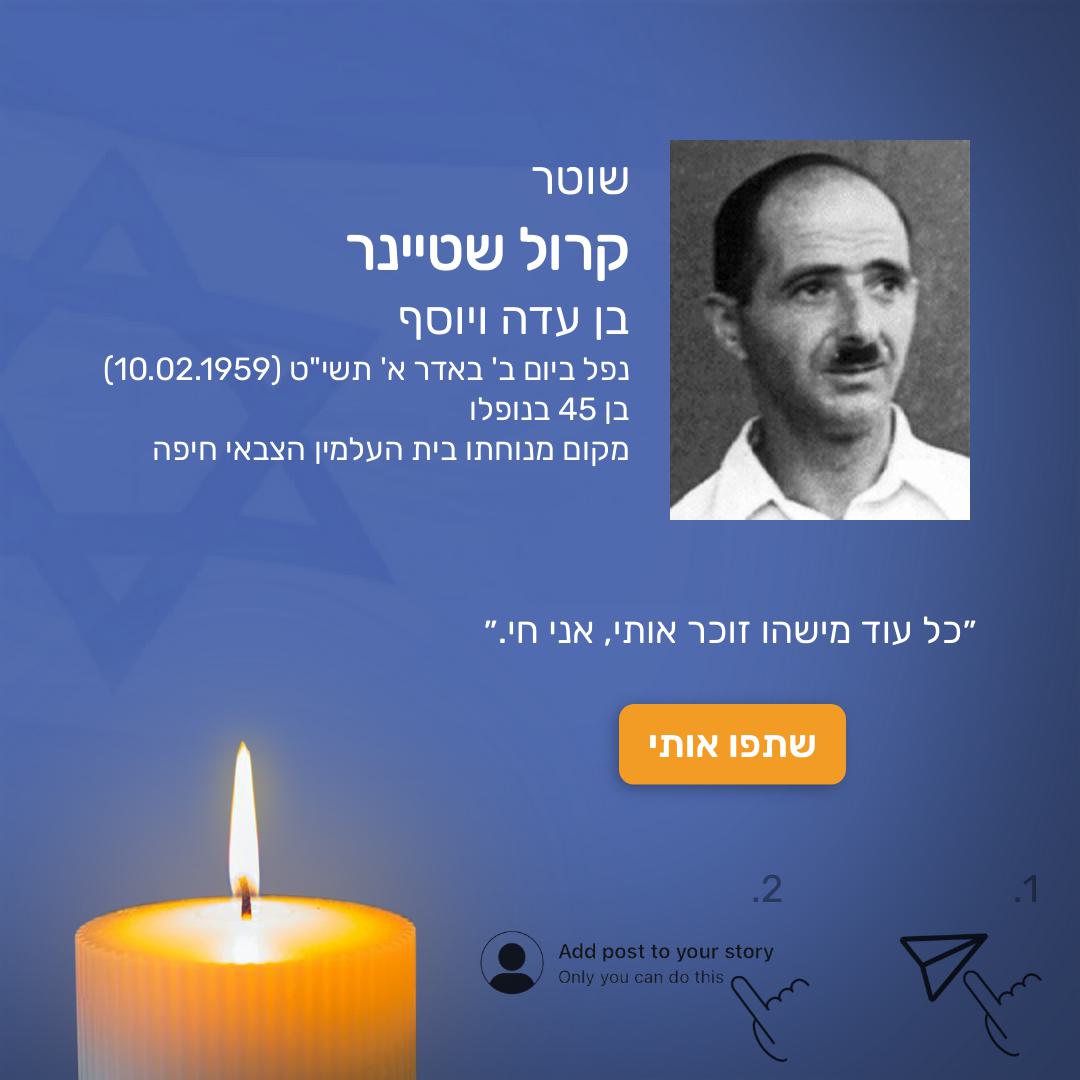 שוטר
קרול שטיינר
בן עדה ויוסף
נפל ביום ב' באדר א' תשי"ט (10.02.1959)
בן 45 בנופלו
מקום מנוחתו בית העלמין הצבאי חיפה
״כל עוד מישהו זוכר אותי, אני חי.״
שתפו אותי
.1
.2
Add post to your story
Only you can do this